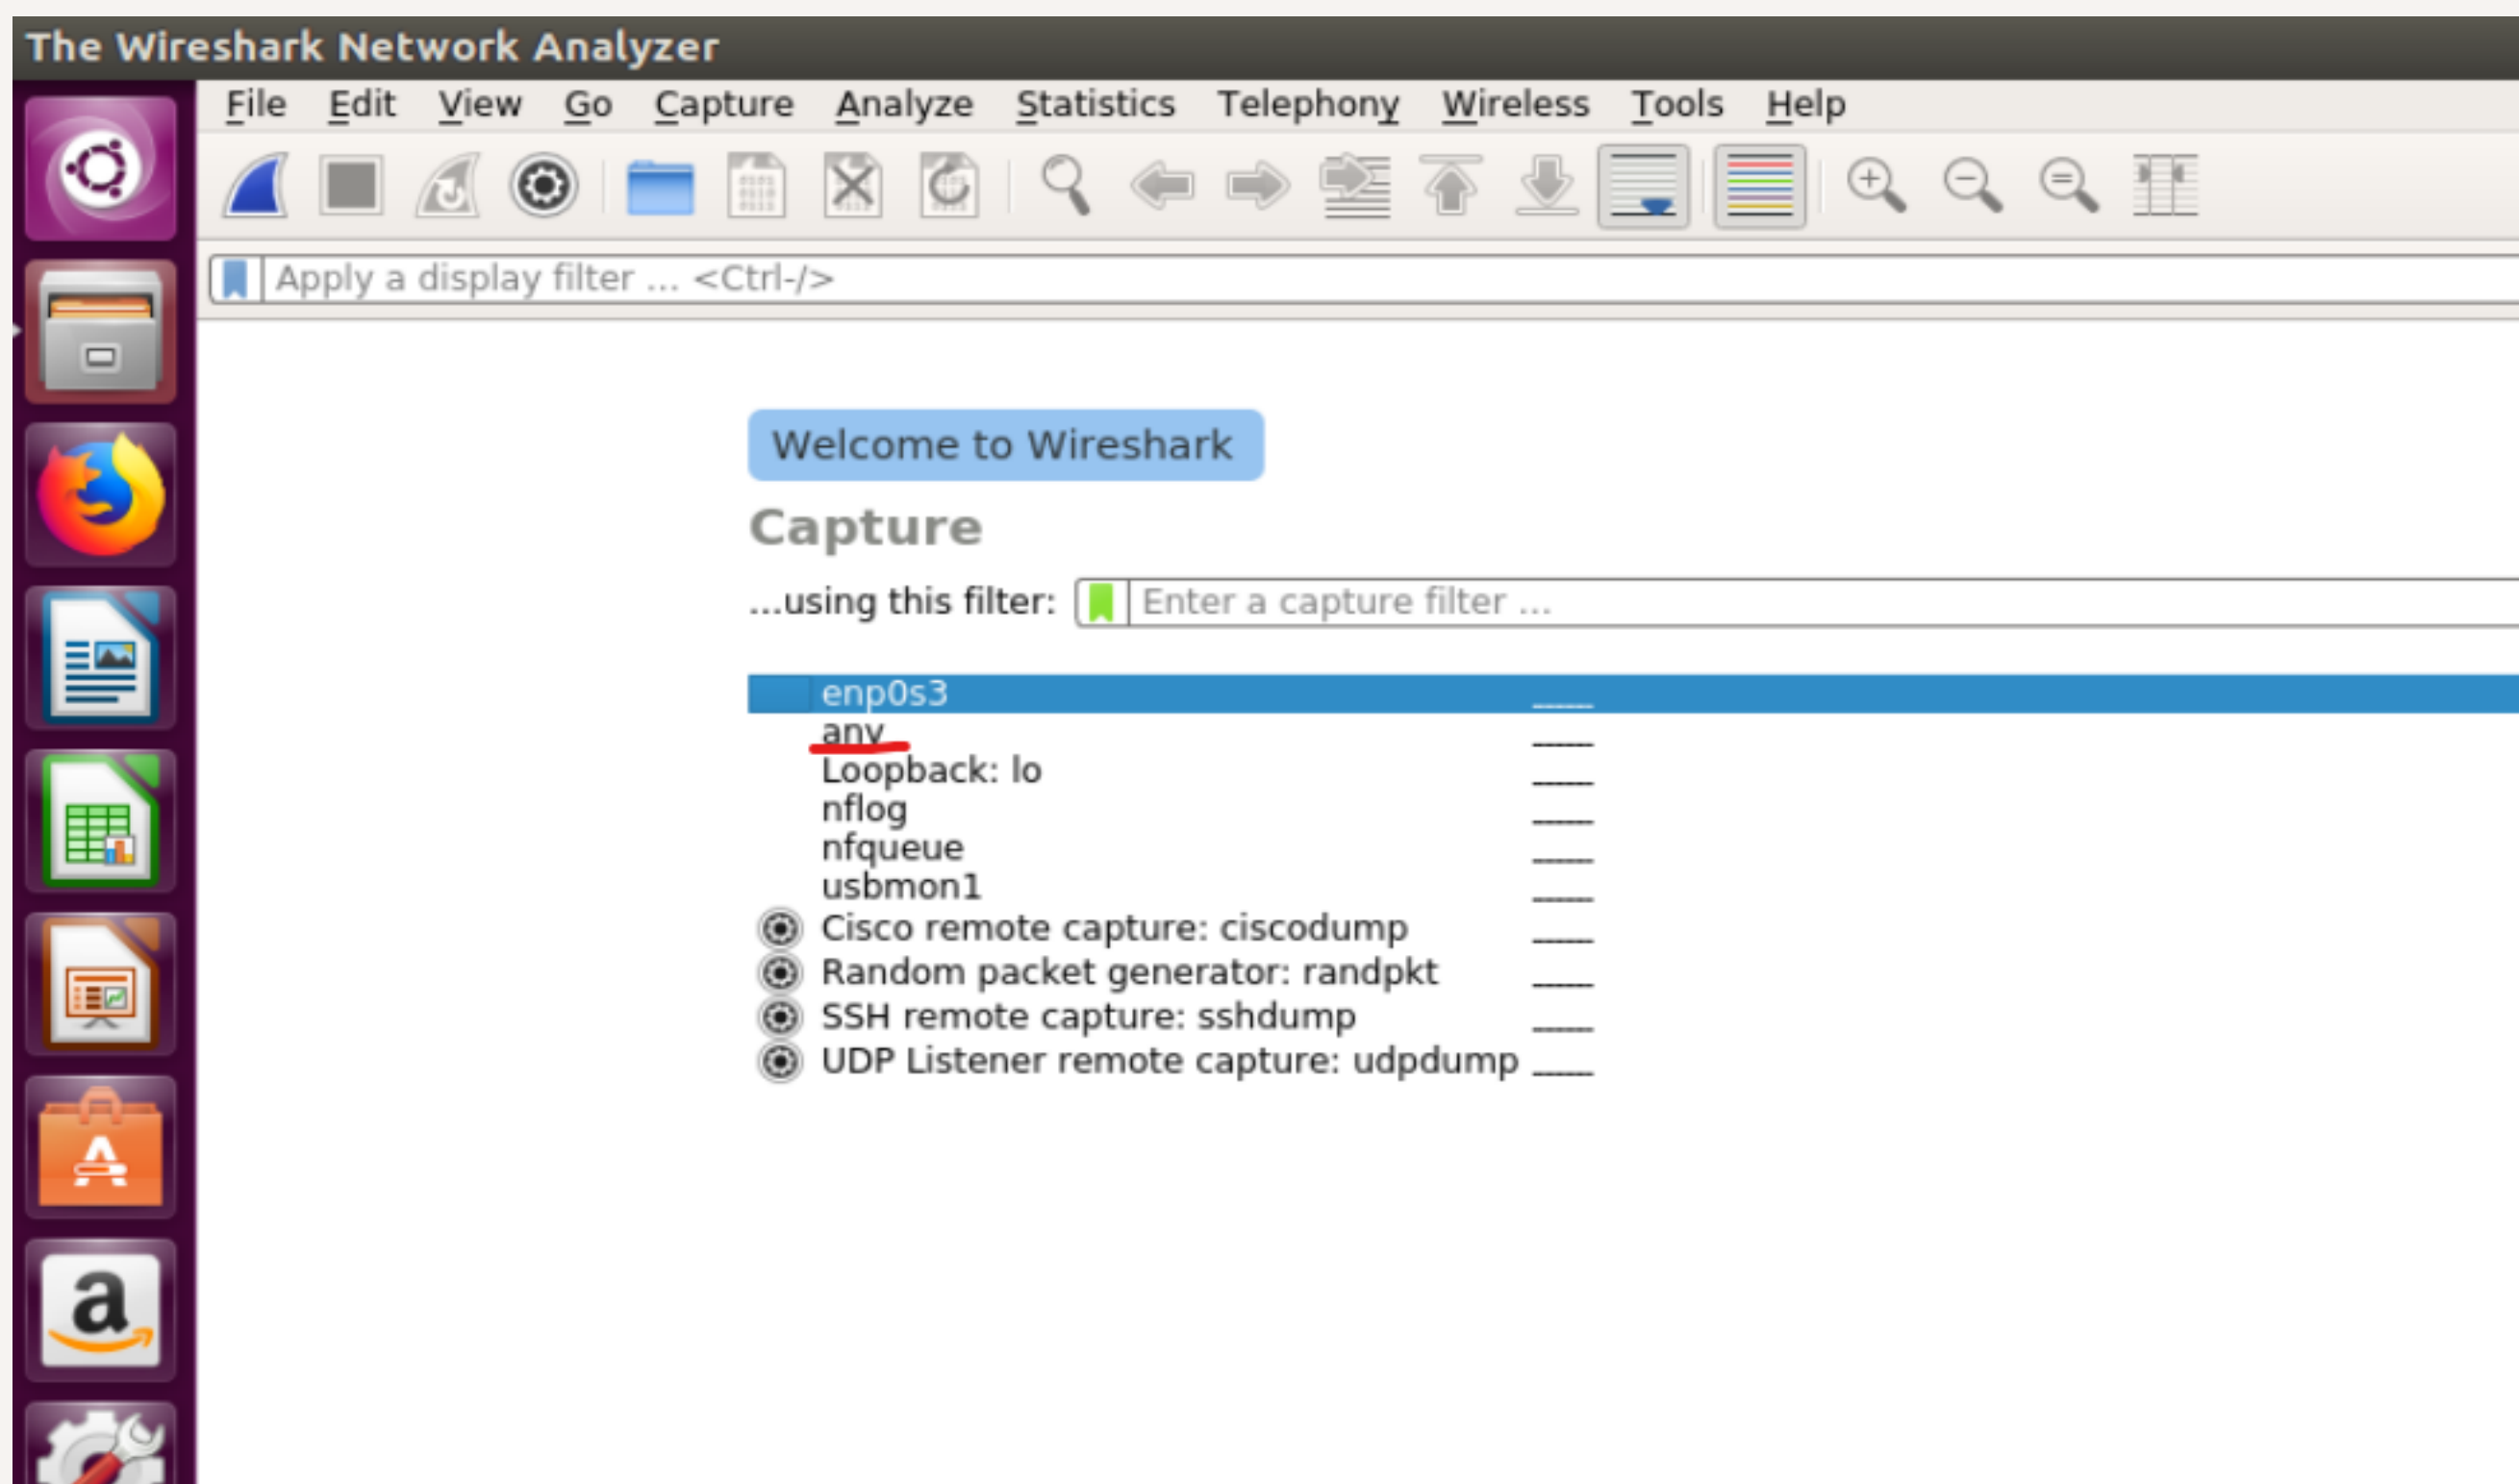 The Wireshark Network Analyzer
File Edit View Go Capture Analyze Statistics Telephony Wireless Tools Help
Apply a display filter ... <Ctrl-/>
Welcome to Wireshark
Capture
...using this filter: Enter a capture filter ...
enp0s3
any
Loopback: lo
nflog
nfqueue
usbmon1
Cisco remote capture: ciscodump
Random packet generator: randpkt
SSH remote capture: sshdump
UDP Listener remote capture: udpdump